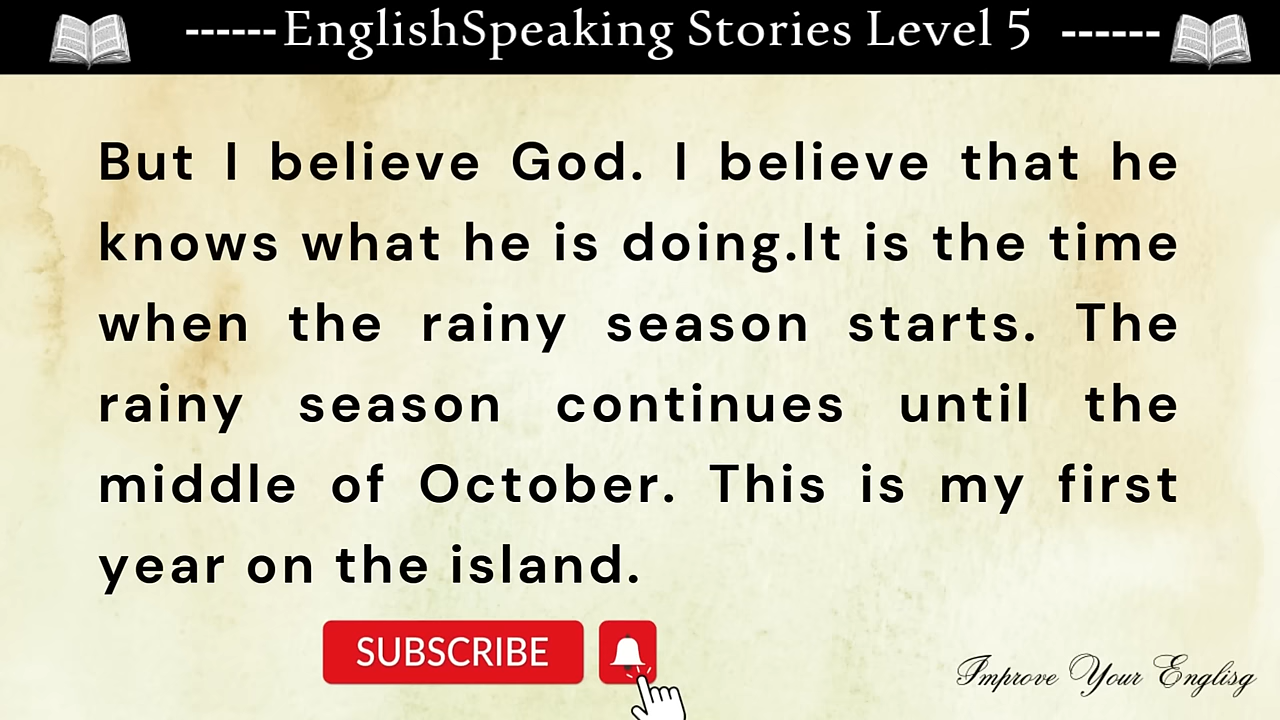 ------EnglishSpeaking Stories Level 5 ------
But I believe God. I believe that he
knows what he is doing.It is the time
when the rainy season starts. The
rainy season continues until the
middle of October. This is my first
year on the island.
SUBSCRIBE
Improve Your Englisg